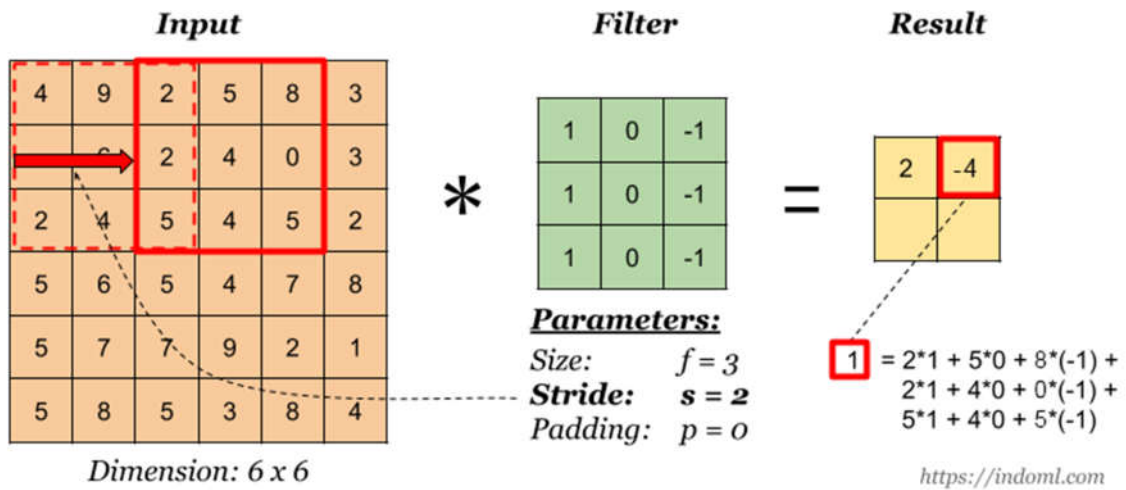 Input Filter Result
4 9 2 5 8 3
2 4 0 3
2 4 5 4 5 2
5 6 5 4 7 8
5 7 7 9 2 1
5 8 5 3 8 4
Dimension: 6 x 6
*
1 0 -1
1 0 -1
1 0 -1
Parameters:
Size: f = 3
Stride: s = 2
Padding: p = 0
=
2 -4
1 = 2*1 + 5*0 + 8*(-1) +
2*1 + 4*0 + 0*(-1) +
5*1 + 4*0 + 5*(-1)
https://indoml.com